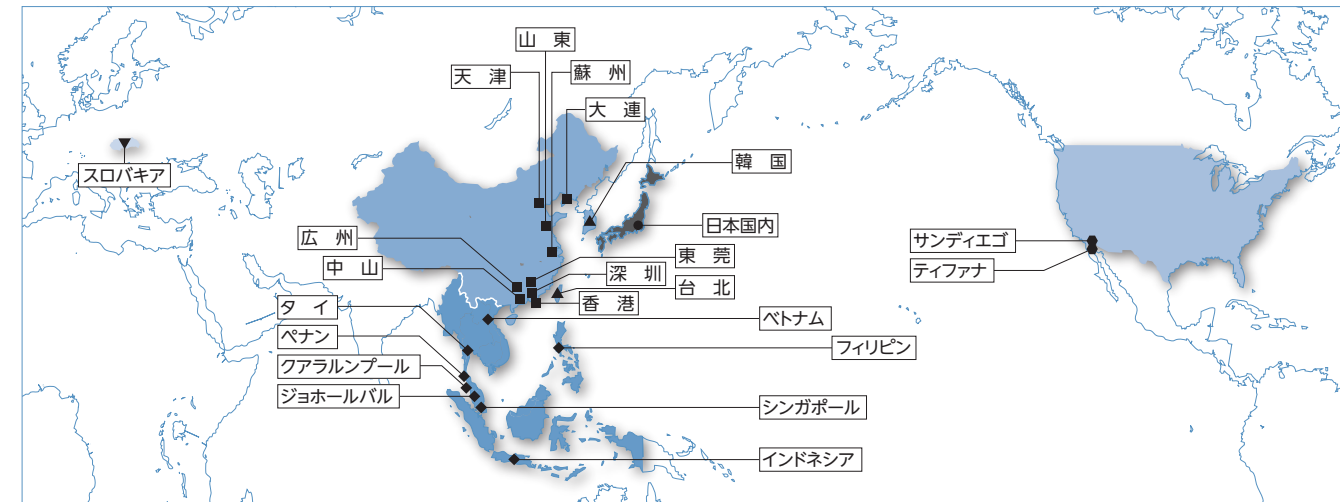 山　東
天　津
蘇　州
大　連
韓　国
スロバキア
日本国内
広　州
東　莞
サンディエゴ
中　山
深　圳
ティファナ
台　北
タ　イ
香　港
ベトナム
ペナン
フィリピン
クアラルンプール
ジョホールバル
シンガポール
インドネシア